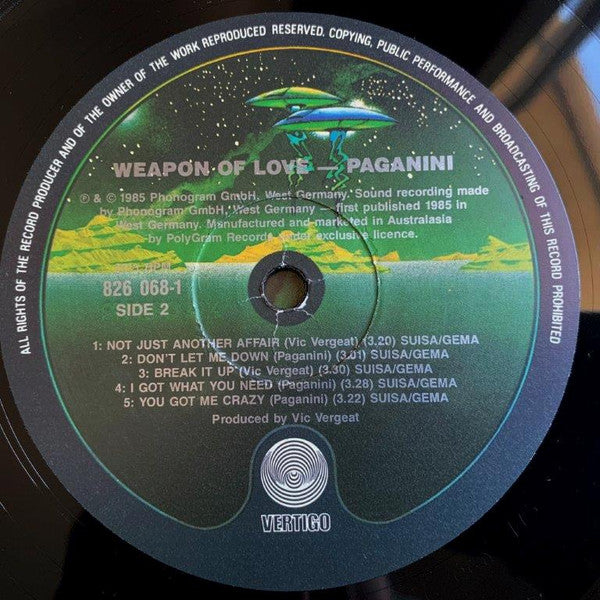 ALL RIGHTS OF THE RECORD PRODUCER AND OF THE OWNER OF THE WORK REPRODUCED RESERVED. COPYING, PUBLIC PERFORMANCE AND BROADCASTING OF THIS RECORD PROHIBITED
WEAPON OF LOVE — PAGANINI
℗ & © 1985 Phonogram GmbH. West Germany. Sound recording made
by Phonogram GmbH, West Germany — first published 1985 in
West Germany. Manufactured and marketed in Australasia
by PolyGram Records under exclusive licence.
826 068-1
SIDE 2
1: NOT JUST ANOTHER AFFAIR (Vic Vergeat) (3.20) SUISA/GEMA
2: DON'T LET ME DOWN (Paganini) (3.01) SUISA/GEMA
3: BREAK IT UP (Vic Vergeat) (3.30) SUISA/GEMA
4: I GOT WHAT YOU NEED (Paganini) (3.28) SUISA/GEMA
5: YOU GOT ME CRAZY (Paganini) (3.22) SUISA/GEMA
Produced by Vic Vergeat
VERTIGO